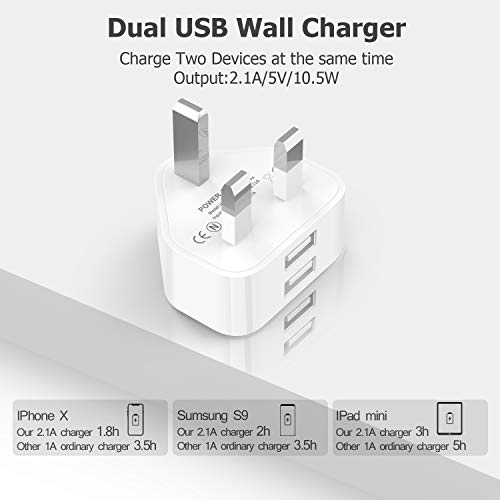 Dual USB Wall Charger
Charge Two Devices at the same time
Output:2.1A/5V/10.5W
POWER
CE N
IPhone X
Our 2.1A charger 1.8h
Other 1A ordinary charger 3.5h
Sumsung S9
Our 2.1A charger 2h
Other 1A ordinary charger 3.5h
IPad mini
Our 2.1A charger 3h
Other 1A ordinary charger 5h